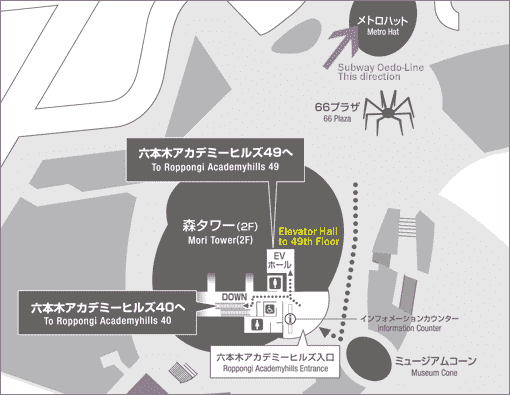 メトロハット
Metro Hat
Subway Oedo-Line
This direction
66プラザ
66 Plaza
六本木アカデミーヒルズ49へ
To Roppongi Academyhills 49
森タワー(2F)
Mori Tower(2F)
Elevator Hall
to 49th Floor
EV
ホール
DOWN
六本木アカデミーヒルズ40へ
To Roppongi Academyhills 40
インフォメーションカウンター
information Counter
六本木アカデミーヒルズ入口
Roppongi Academyhills Entrance
ミュージアムコーン
Museum Cone